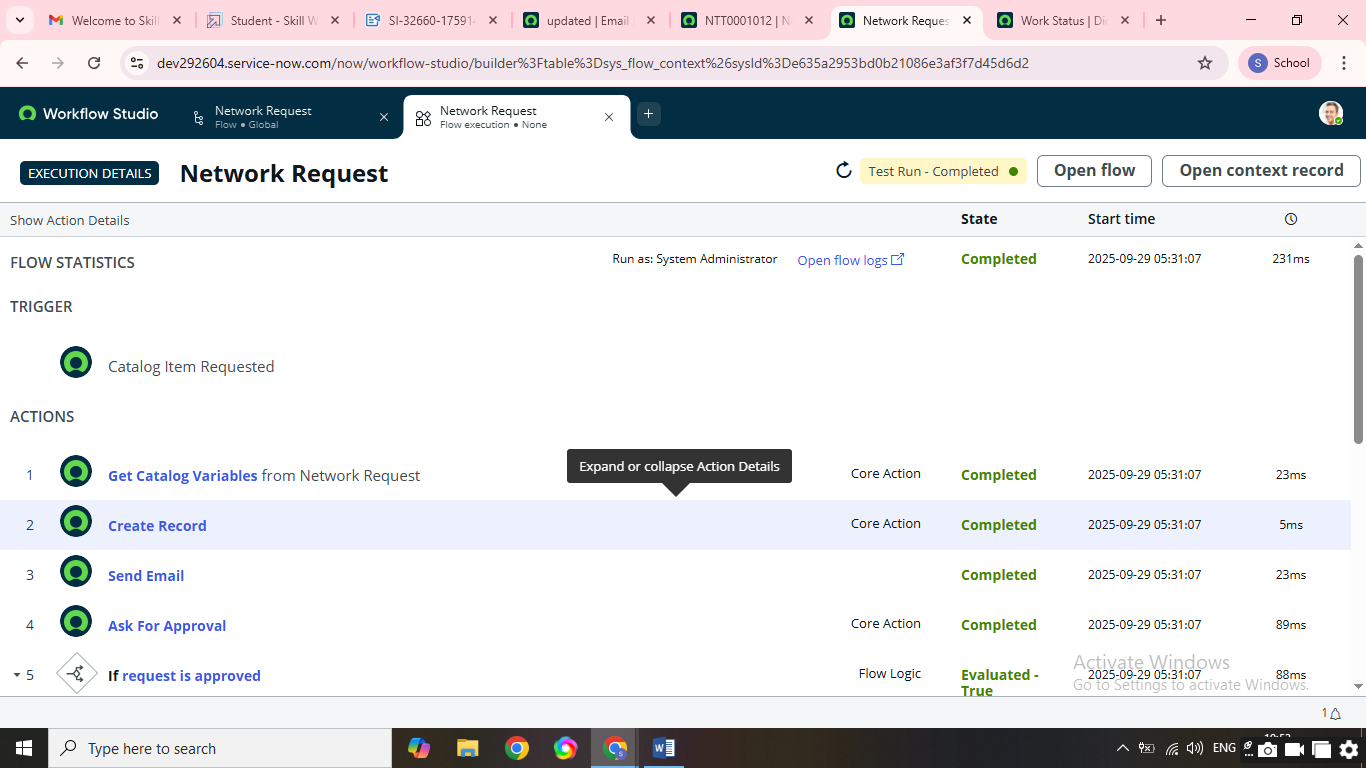 Welcome to Skil
Student - Skill W
SI-32660-17591
updated | Email
NTT0001012 | N
Network Reques
Work Status | Dic
dev292604.service-now.com/now/workflow-studio/builder%3Ftable%3Dsys_flow_context%26sysId%3De635a2953bd0b21086e3af3f7d45d6d2
S School
Workflow Studio
Network Request
Flow • Global
Network Request
Flow execution • None
EXECUTION DETAILS
Network Request
Test Run - Completed
Open flow
Open context record
Show Action Details
State
Start time
FLOW STATISTICS
Run as: System Administrator
Open flow logs
Completed
2025-09-29 05:31:07
231ms
TRIGGER
Catalog Item Requested
ACTIONS
Expand or collapse Action Details
1 Get Catalog Variables from Network Request Core Action Completed 2025-09-29 05:31:07 23ms
2 Create Record Core Action Completed 2025-09-29 05:31:07 5ms
3 Send Email Completed 2025-09-29 05:31:07 23ms
4 Ask For Approval Core Action Completed 2025-09-29 05:31:07 89ms
5 If request is approved Flow Logic Evaluated - True 2025-09-29 05:31:07 88ms
Activate Windows
Go to Settings to activate Windows.
1
Type here to search
ENG